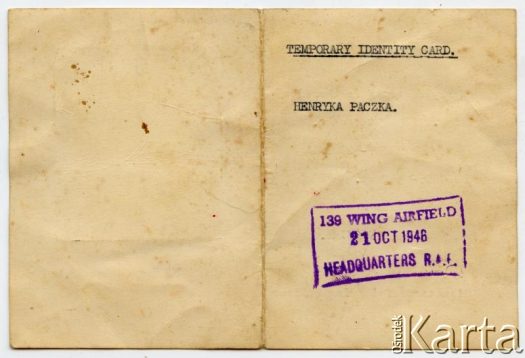 TEMPORARY IDENTITY CARD.
HENRYKA PACZKA.
139 WING AIRFIELD
21 OCT 1946
HEADQUARTERS R.A.F.
Ośrodek
Karta